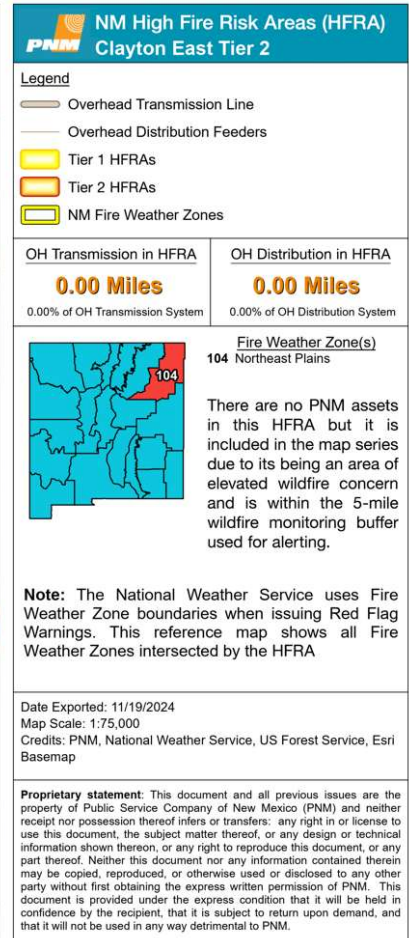 NM High Fire Risk Areas (HFRA)
PNM
Clayton East Tier 2
Legend
Overhead Transmission Line
Overhead Distribution Feeders
Tier 1 HFRAs
Tier 2 HFRAs
NM Fire Weather Zones
OH Transmission in HFRA
0.00 Miles
0.00% of OH Transmission System
OH Distribution in HFRA
0.00 Miles
0.00% of OH Distribution System
104
Fire Weather Zone(s)
104 Northeast Plains
There are no PNM assets
in this HFRA but it is
included in the map series
due to its being an area of
elevated wildfire concern
and is within the 5-mile
wildfire monitoring buffer
used for alerting.
Note: The National Weather Service uses Fire
Weather Zone boundaries when issuing Red Flag
Warnings. This reference map shows all Fire
Weather Zones intersected by the HFRA
Date Exported: 11/19/2024
Map Scale: 1:75,000
Credits: PNM, National Weather Service, US Forest Service, Esri
Basemap
Proprietary statement: This document and all previous issues are the
property of Public Service Company of New Mexico (PNM) and neither
receipt nor possession thereof infers or transfers: any right in or license to
use this document, the subject matter thereof, or any design or technical
information shown thereon, or any right to reproduce this document, or any
part thereof. Neither this document nor any information contained therein
may be copied, reproduced, or otherwise used or disclosed to any other
party without first obtaining the express written permission of PNM. This
document is provided under the express condition that it will be held in
confidence by the recipient, that it is subject to return upon demand, and
that it will not be used in any way detrimental to PNM.